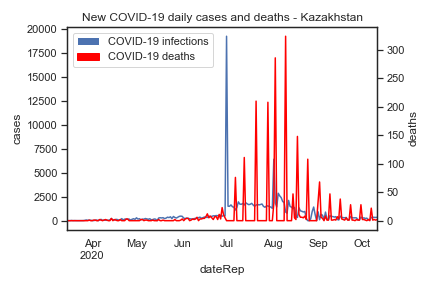 New COVID-19 daily cases and deaths - Kazakhstan
COVID-19 infections
COVID-19 deaths
20000
17500
15000
12500
10000
7500
5000
2500
0
cases
300
250
200
150
100
50
0
deaths
Apr May Jun Jul Aug Sep Oct
2020
dateRep